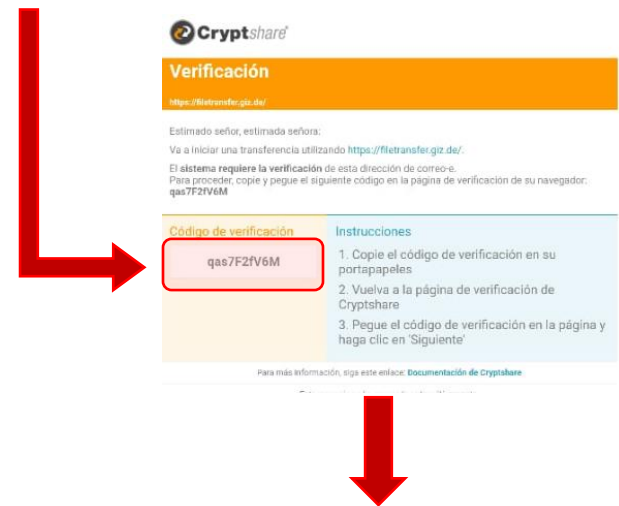 Cryptshare
Verificación
https://filetransfer.giz.de/
Estimado señor, estimada señora:
Va a iniciar una transferencia utilizando https://filetransfer.giz.de/.
El sistema requiere la verificación de esta dirección de correo-e.
Para proceder, copie y pegue el siguiente código en la página de verificación de su navegador:
qas7F2fV6M
Código de verificación
qas7F2fV6M
Instrucciones
1. Copie el código de verificación en su
portapapeles
2. Vuelva a la página de verificación de
Cryptshare
3. Pegue el código de verificación en la página y
haga clic en 'Siguiente'
Para más información, siga este enlace: Documentación de Cryptshare